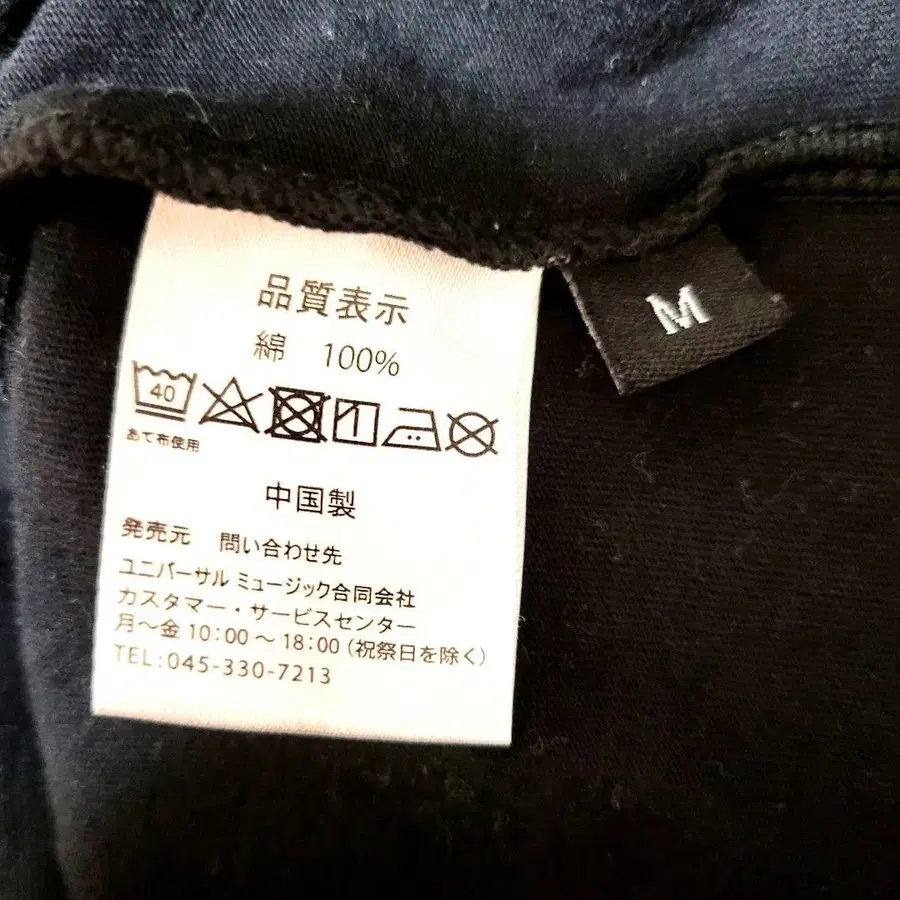 品質表示
綿 100%
40
あて布使用
中国製
発売元 問い合わせ先
ユニバーサル ミュージック合同会社
カスタマー・サービスセンター
月～金 10:00 ～ 18:00 (祝祭日を除く)
TEL:045-330-7213
M